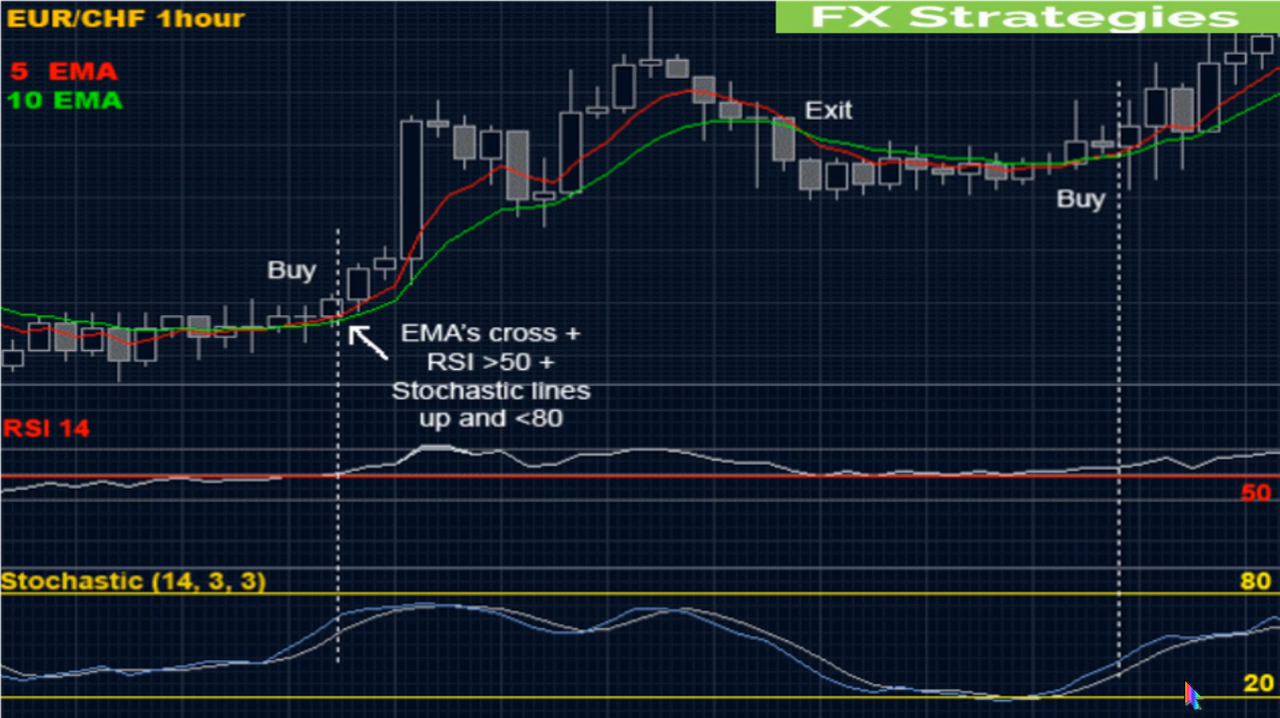 EUR/CHF 1hour
FX Strategies
5 EMA
10 EMA
Exit
Buy
Buy
EMA's cross +
RSI >50 +
Stochastic lines
up and <80
RSI 14
50
Stochastic (14, 3, 3)
80
20